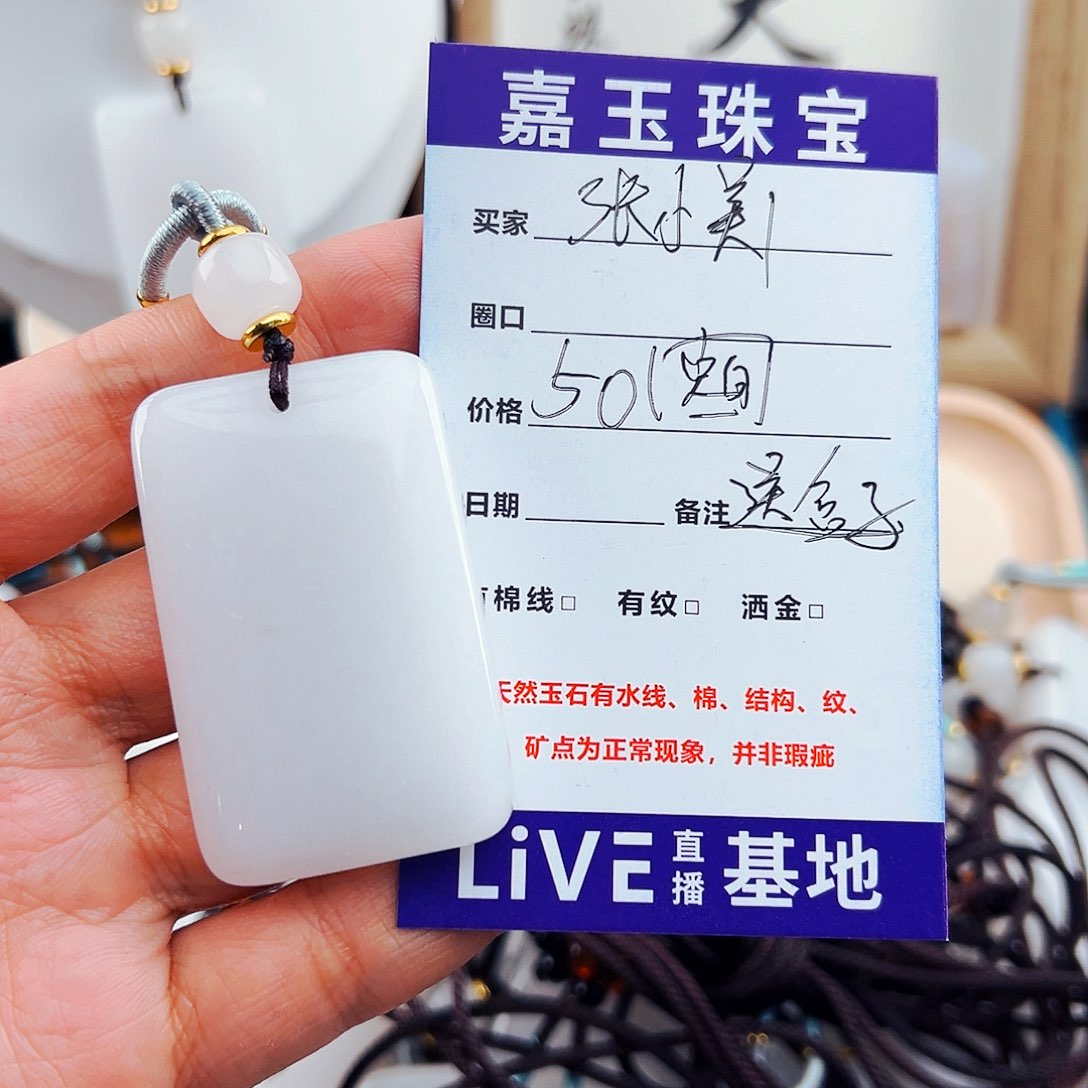 嘉玉珠宝
买家 张小美
圈口
价格 50
日期 备注 送盒子
棉线□ 有纹□ 洒金□
天然玉石有水线、棉、结构、纹、
矿点为正常现象，并非瑕疵
LiVE 直播 基地